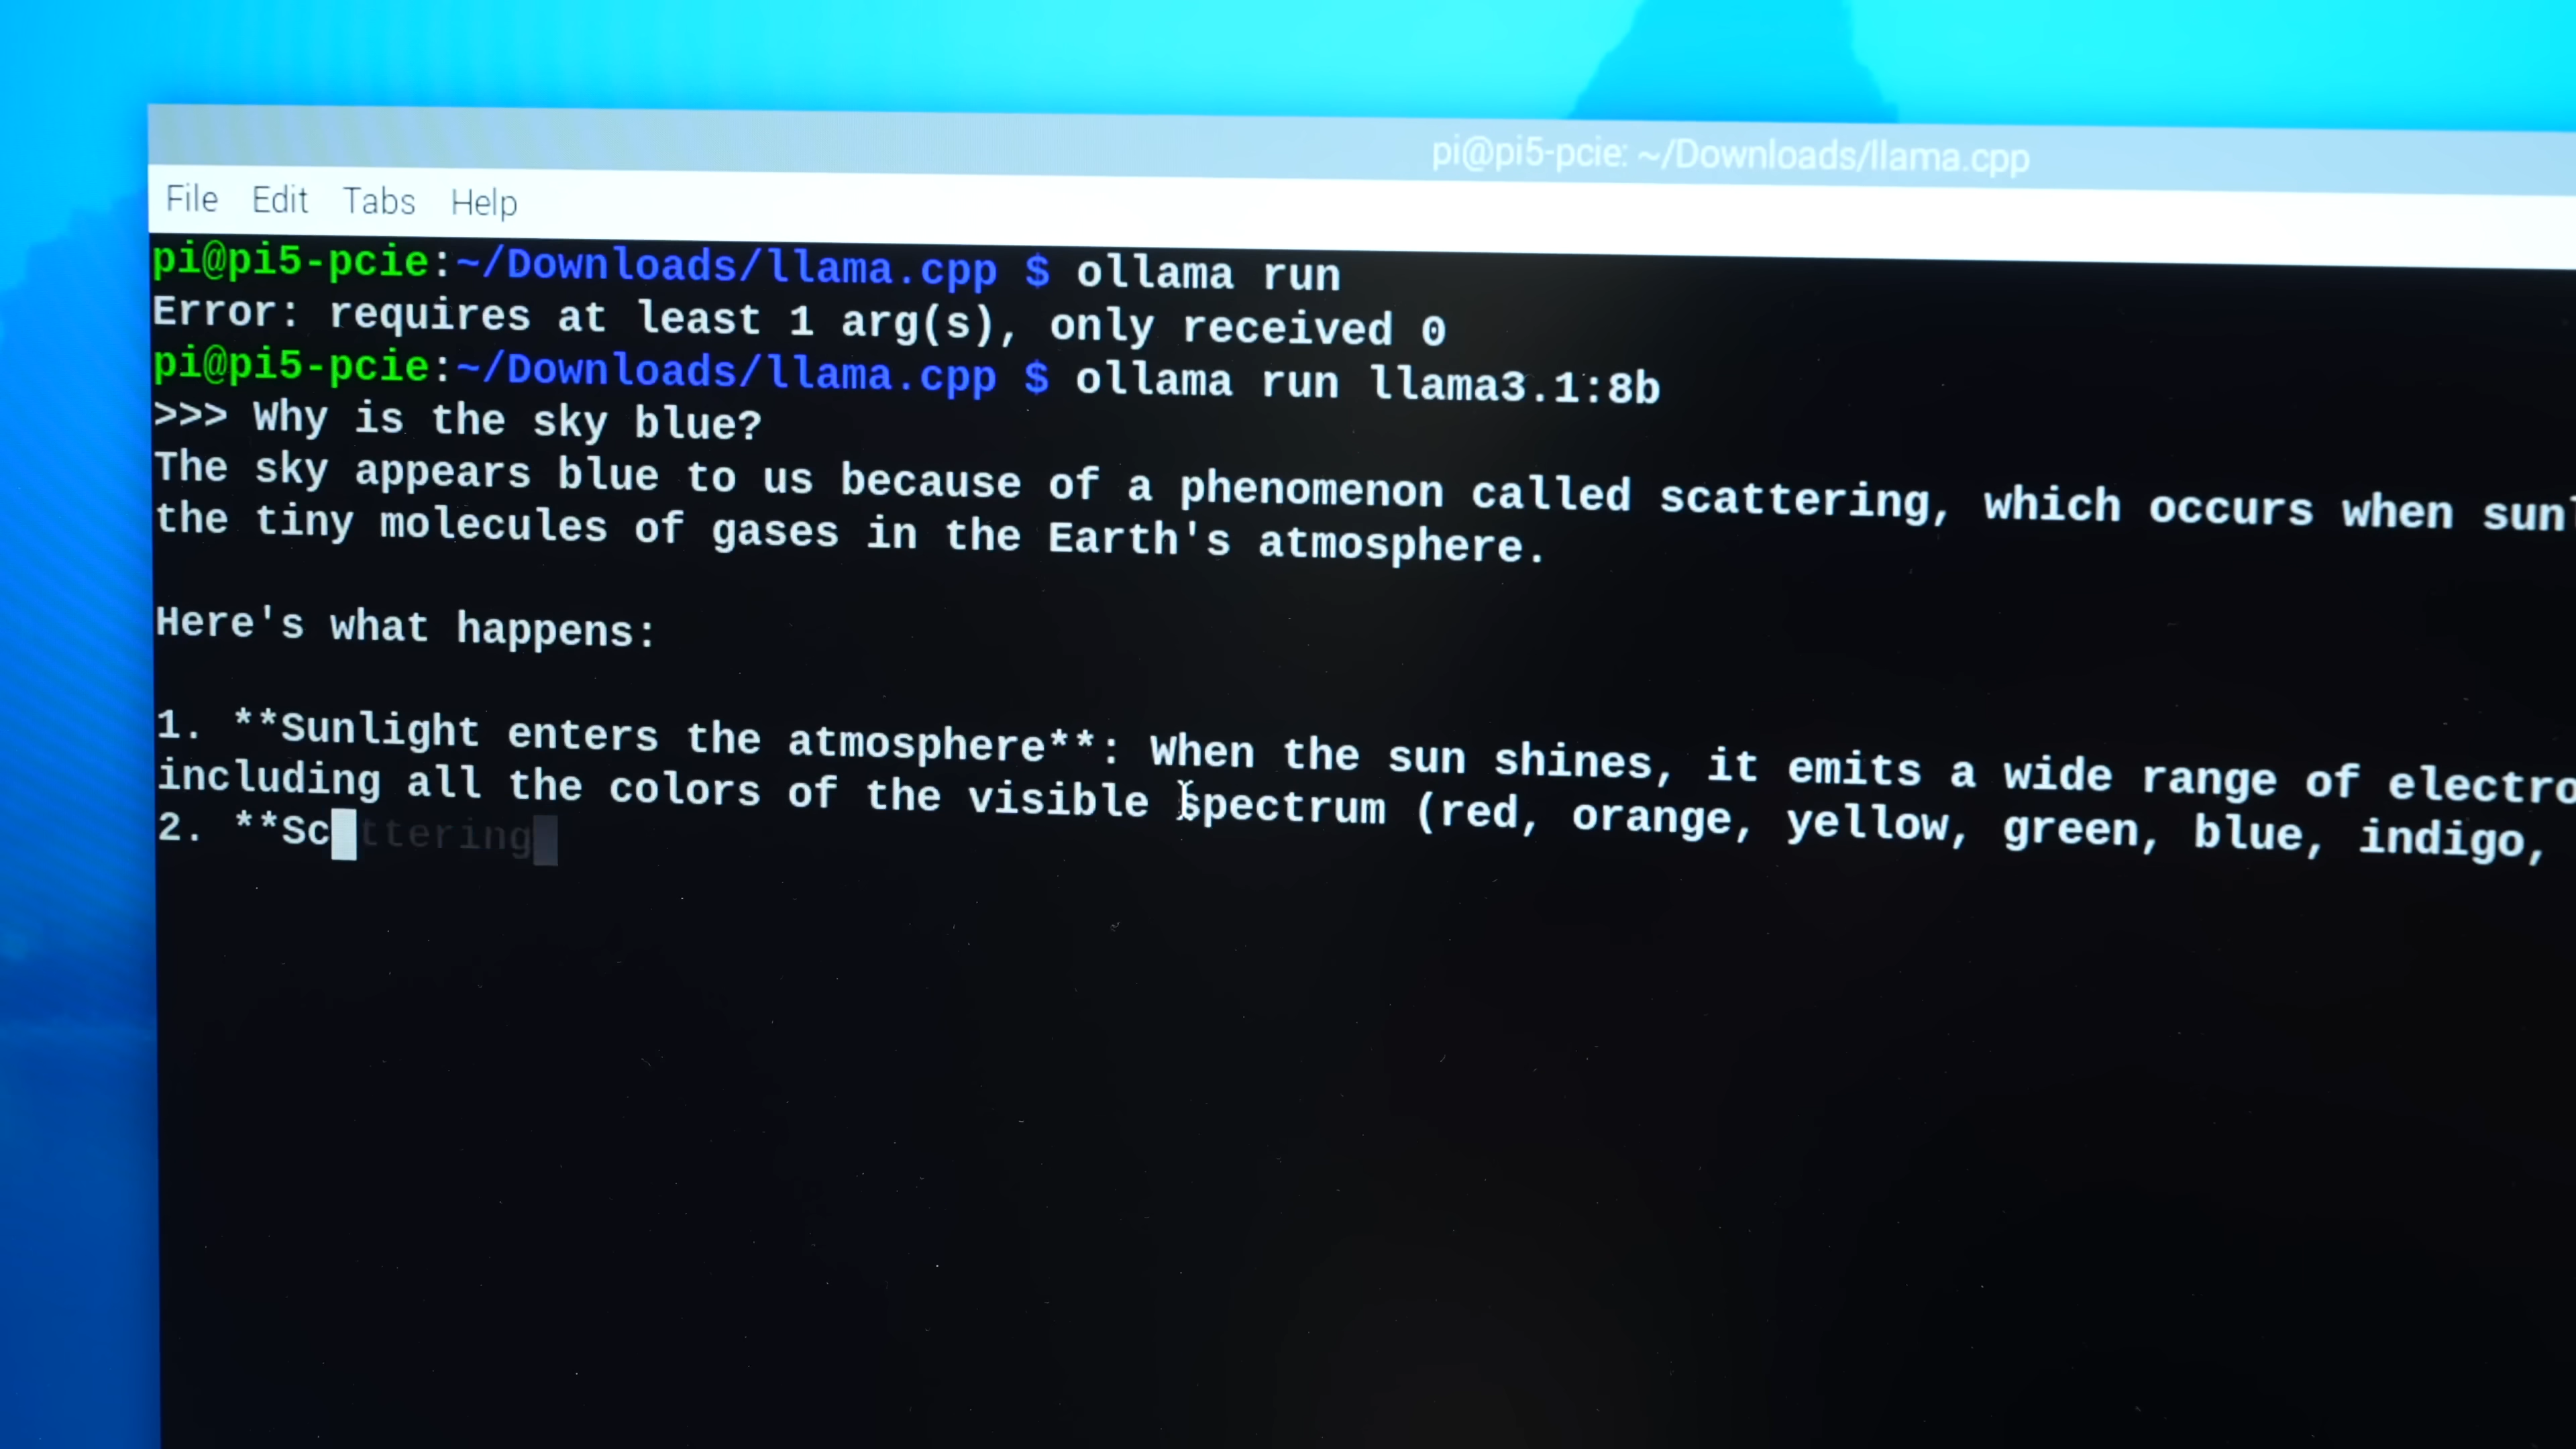 pi@pi5-pcie: ~/Downloads/llama.cpp
File Edit Tabs Help
pi@pi5-pcie:~/Downloads/llama.cpp $ ollama run
Error: requires at least 1 arg(s), only received 0
pi@pi5-pcie:~/Downloads/llama.cpp $ ollama run llama3.1:8b
>>> Why is the sky blue?
The sky appears blue to us because of a phenomenon called scattering, which occurs when sunl
the tiny molecules of gases in the Earth's atmosphere.
Here's what happens:
1. **Sunlight enters the atmosphere**: When the sun shines, it emits a wide range of electro
including all the colors of the visible spectrum (red, orange, yellow, green, blue, indigo,
2. **Sc ttering